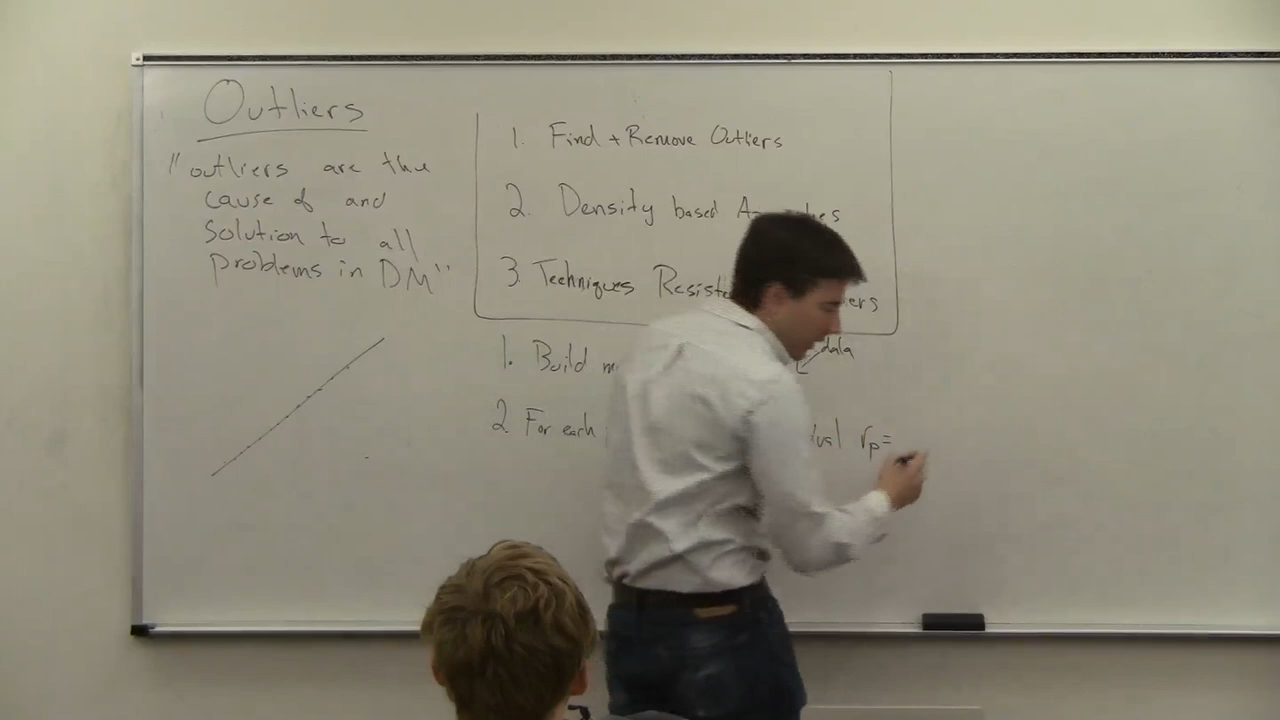 Outliers
"outliers are the
cause of and
solution to all
problems in DM"
1. Find + Remove Outliers
2. Density based
3. Techniques
1. Build
data
2. For each
rp=